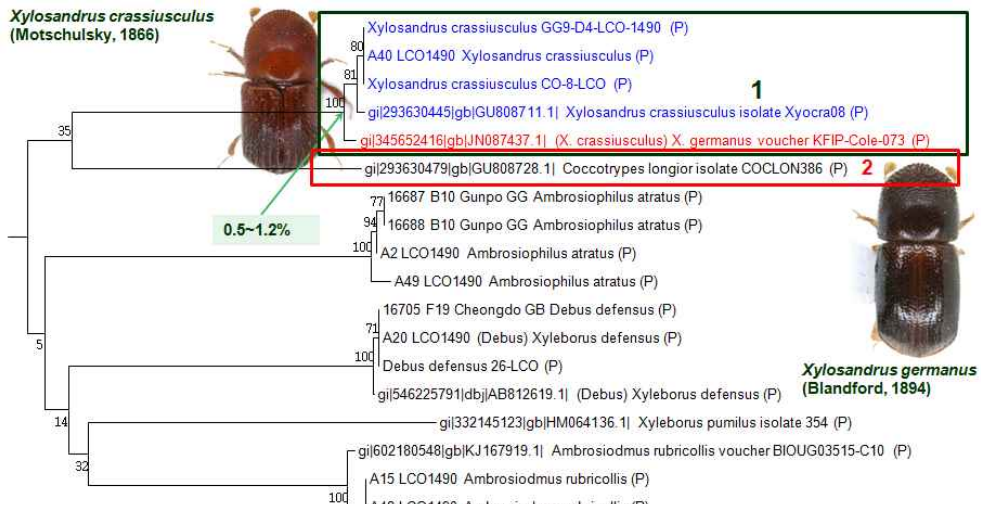 Xylosandrus crassiusculus
(Motschulsky, 1866)
Xylosandrus crassiusculus GG9-D4-LCO-1490 (P)
80
A40 LCO1490 Xylosandrus crassiusculus (P)
81
Xylosandrus crassiusculus CO-8-LCO (P)
1
100
gi|293630445|gb|GU808711.1| Xylosandrus crassiusculus isolate Xyocra08 (P)
35
gi|345652416|gb|JN087437.1| (X. crassiusculus) X. germanus voucher KFIP-Cole-073 (P)
gi|293630479|gb|GU808728.1| Coccotrypes longior isolate COCLON386 (P)
2
77
16687 B10 Gunpo GG Ambrosiophilus atratus (P)
94
16688 B10 Gunpo GG Ambrosiophilus atratus (P)
0.5~1.2%
100
A2 LCO1490 Ambrosiophilus atratus (P)
A49 LCO1490 Ambrosiophilus atratus (P)
16705 F19 Cheongdo GB Debus defensus (P)
71
A20 LCO1490 (Debus) Xyleborus defensus (P)
5
100
Debus defensus 26-LCO (P)
Xylosandrus germanus
(Blandford, 1894)
gi|546225791|dbj|AB812619.1| (Debus) Xyleborus defensus (P)
14
gi|332145123|gb|HM064136.1| Xyleborus pumilus isolate 354 (P)
gi|602180548|gb|KJ167919.1| Ambrosiodmus rubricollis voucher BIOUG03515-C10 (P)
32
A15 LCO1490 Ambrosiodmus rubricollis (P)
100